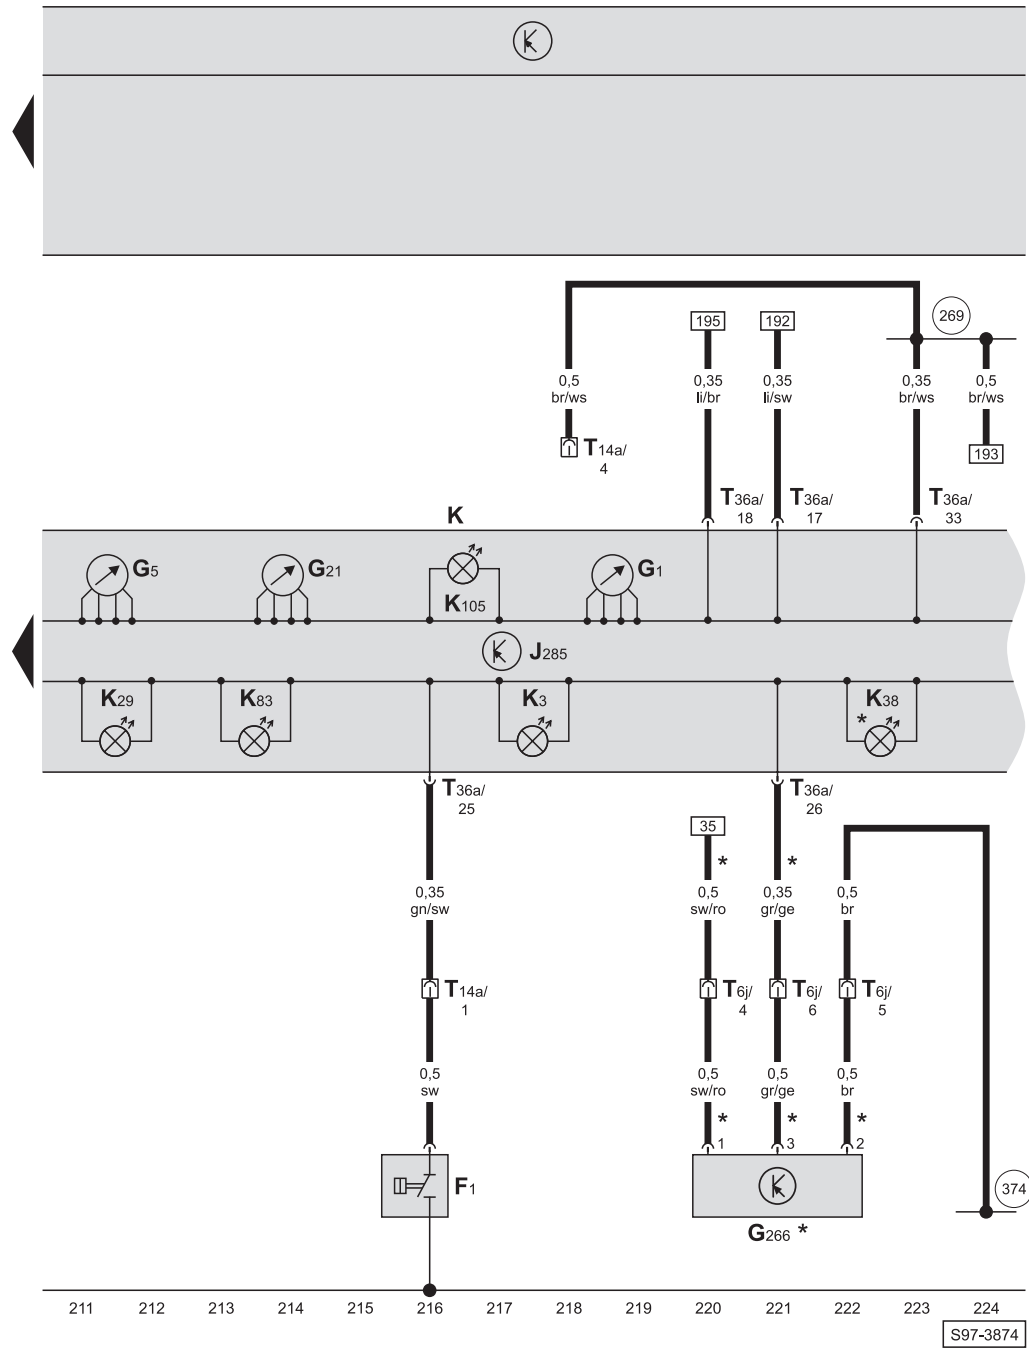 195
192
269
0,5
br/ws
0,35
li/br
0,35
li/sw
0,35
br/ws
0,5
br/ws
T14a/
4
193
K
T36a/
18
T36a/
17
T36a/
33
G5
G21
K105
G1
J285
K29
K83
K3
K38
*
T36a/
25
T36a/
26
35
*
*
0,35
gn/sw
0,5
sw/ro
0,35
gr/ge
0,5
br
T14a/
1
T6j/
4
T6j/
6
T6j/
5
0,5
sw
0,5
sw/ro
0,5
gr/ge
0,5
br
*
*
*
1
3
2
F1
374
G266 *
211 212 213 214 215 216 217 218 219 220 221 222 223 224
S97-3874